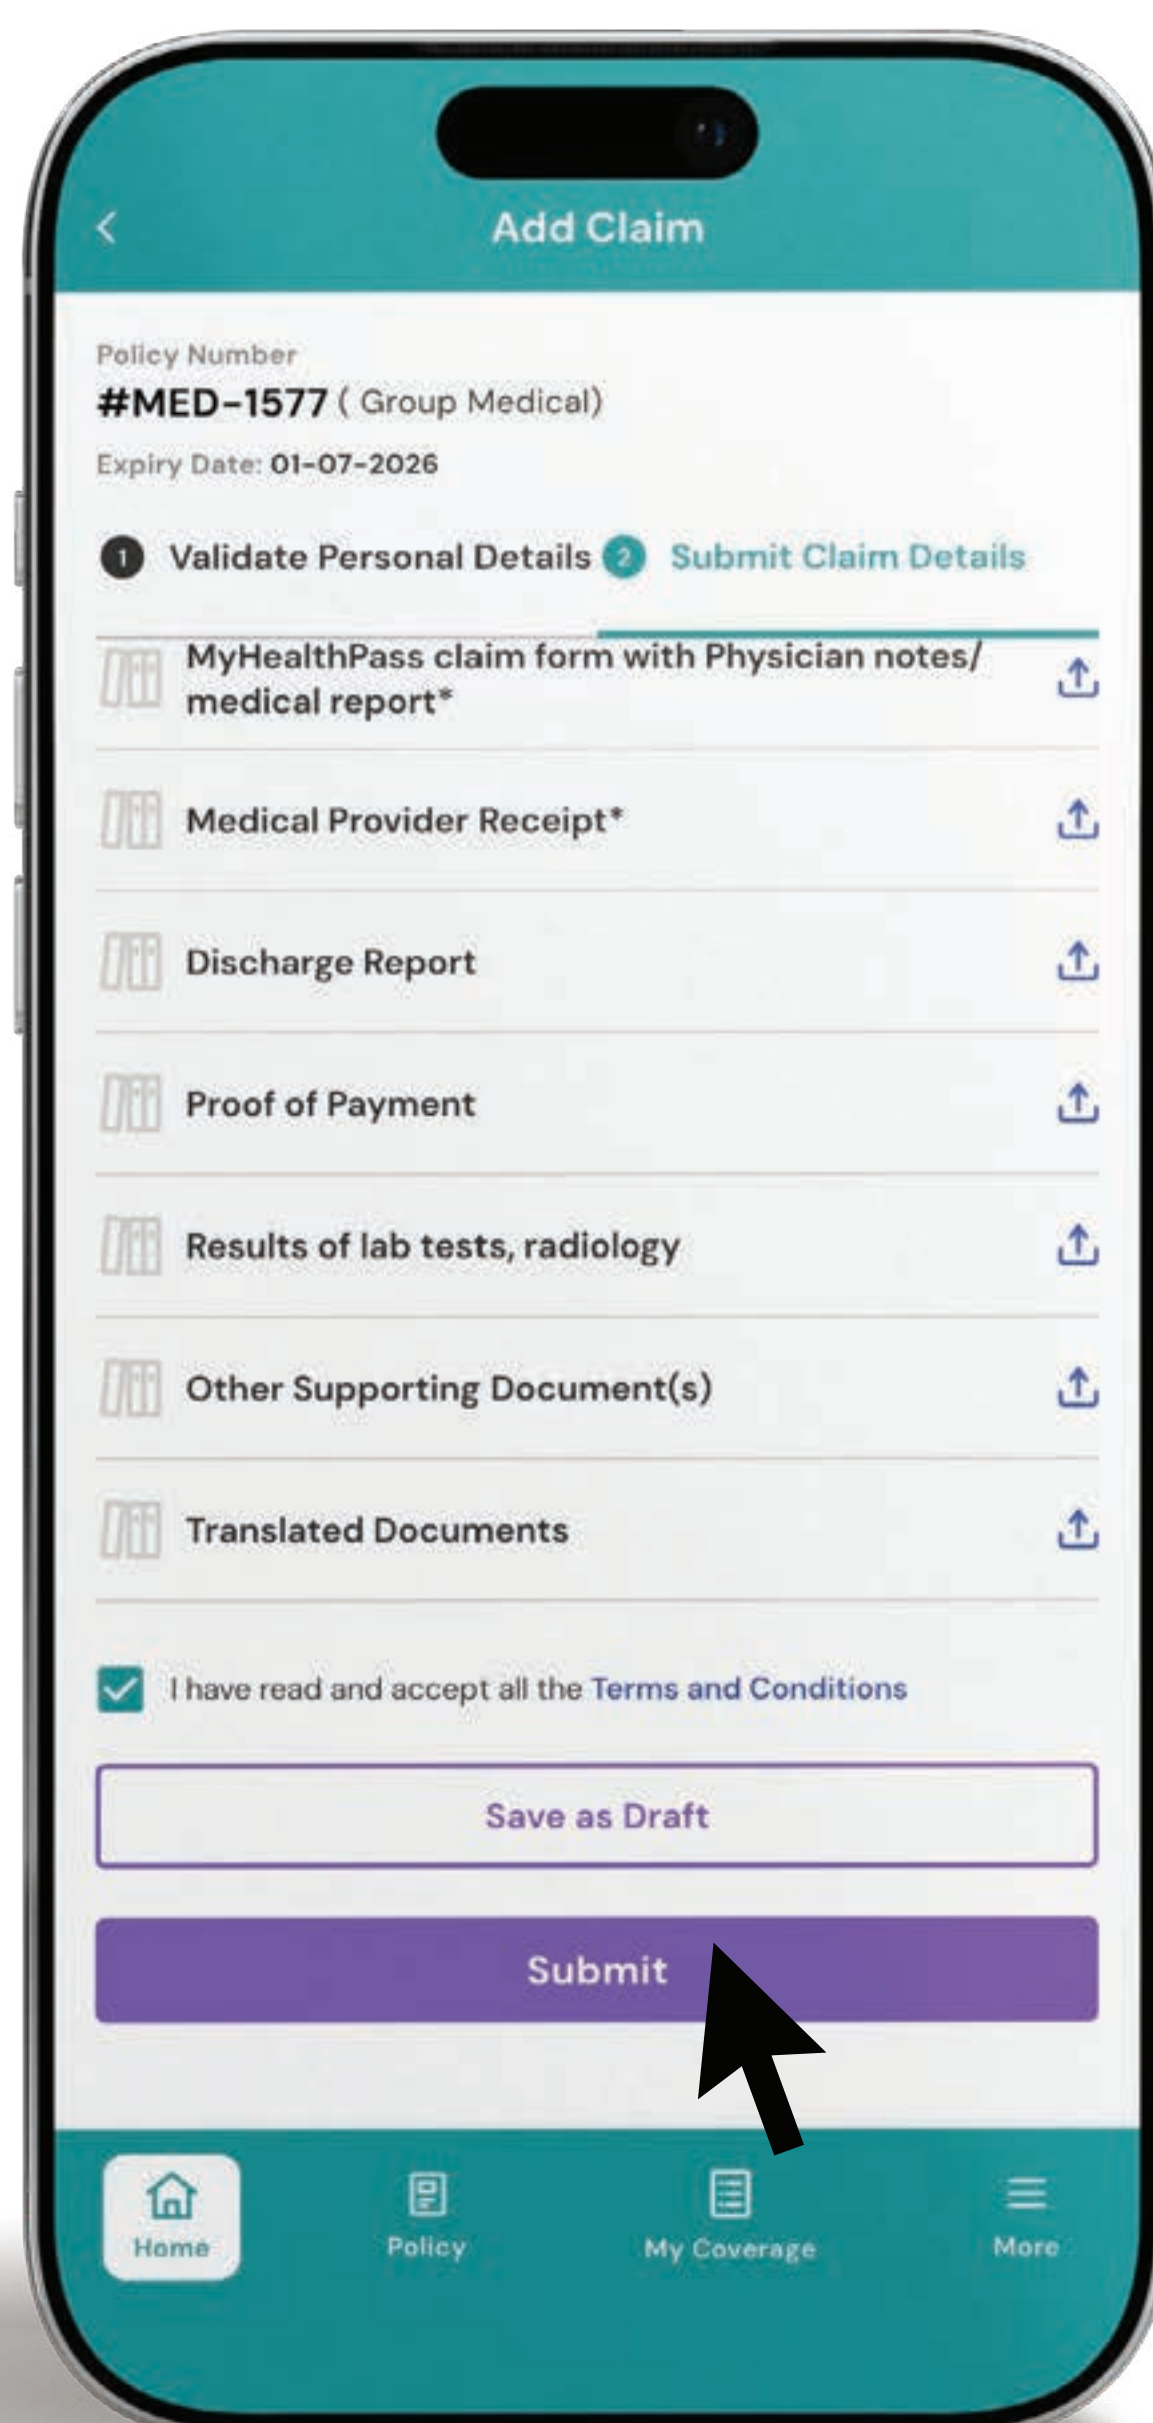 Add Claim
Policy Number
#MED-1577 ( Group Medical)
Expiry Date: 01-07-2026
1 Validate Personal Details 2 Submit Claim Details
MyHealthPass claim form with Physician notes/
medical report*
Medical Provider Receipt*
Discharge Report
Proof of Payment
Results of lab tests, radiology
Other Supporting Document(s)
Translated Documents
I have read and accept all the Terms and Conditions
Save as Draft
Submit
Home Policy My Coverage More